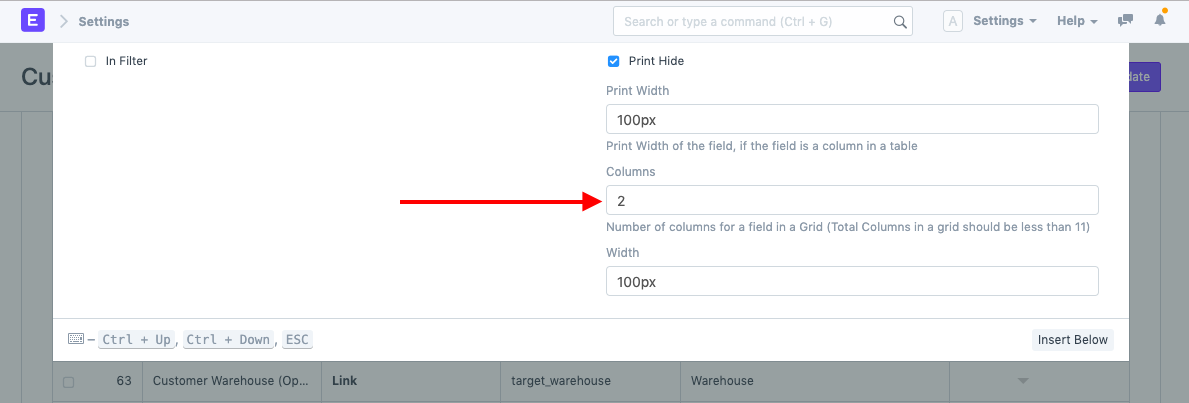 E Settings Search or type a command (Ctrl + G) A Settings Help
Cu
date
In Filter Print Hide
Print Width
100px
Print Width of the field, if the field is a column in a table
Columns
2
Number of columns for a field in a Grid (Total Columns in a grid should be less than 11)
Width
100px
– Ctrl + Up, Ctrl + Down, ESC Insert Below
63 Customer Warehouse (Op... Link target_warehouse Warehouse